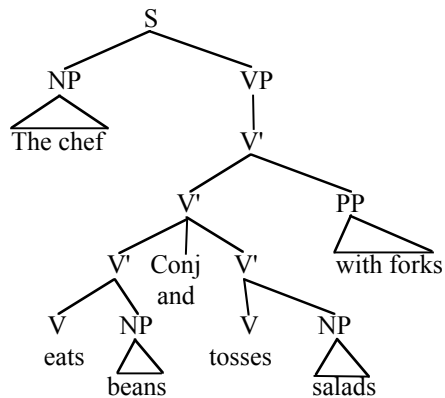 S
NP VP
The chef
V'
V' PP
V' Conj V' with forks
and
V NP V NP
eats tosses
beans salads